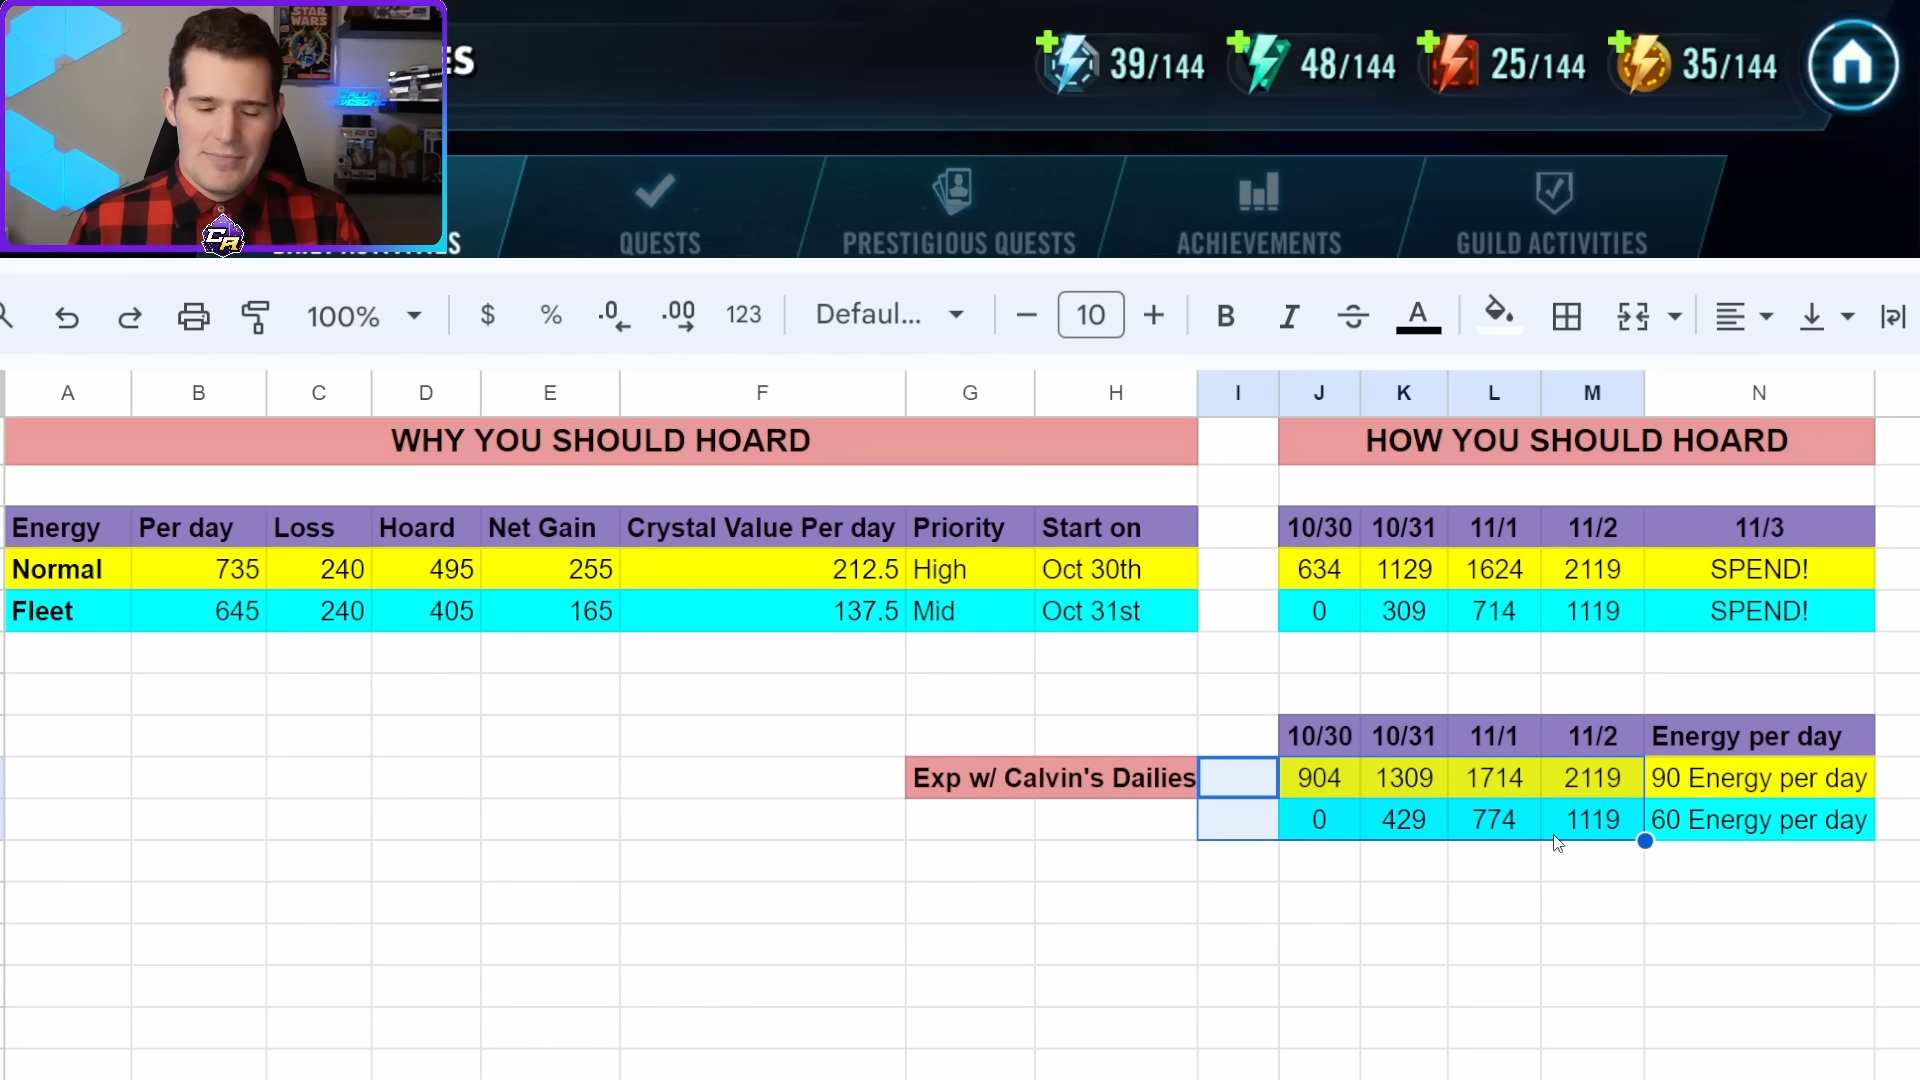 STAR
WARS
ES
39/144
48/144
25/144
35/144
QUESTS
PRESTIGIOUS QUESTS
ACHIEVEMENTS
GUILD ACTIVITIES
CA
100%
$
%
.0
.00
123
Defaul...
10
B
I
A
A B C D E F G H I J K L M N
WHY YOU SHOULD HOARD
HOW YOU SHOULD HOARD
Energy Per day Loss Hoard Net Gain Crystal Value Per day Priority Start on 10/30 10/31 11/1 11/2 11/3
Normal 735 240 495 255 212.5 High Oct 30th 634 1129 1624 2119 SPEND!
Fleet 645 240 405 165 137.5 Mid Oct 31st 0 309 714 1119 SPEND!
10/30 10/31 11/1 11/2 Energy per day
Exp w/ Calvin's Dailies 904 1309 1714 2119 90 Energy per day
0 429 774 1119 60 Energy per day